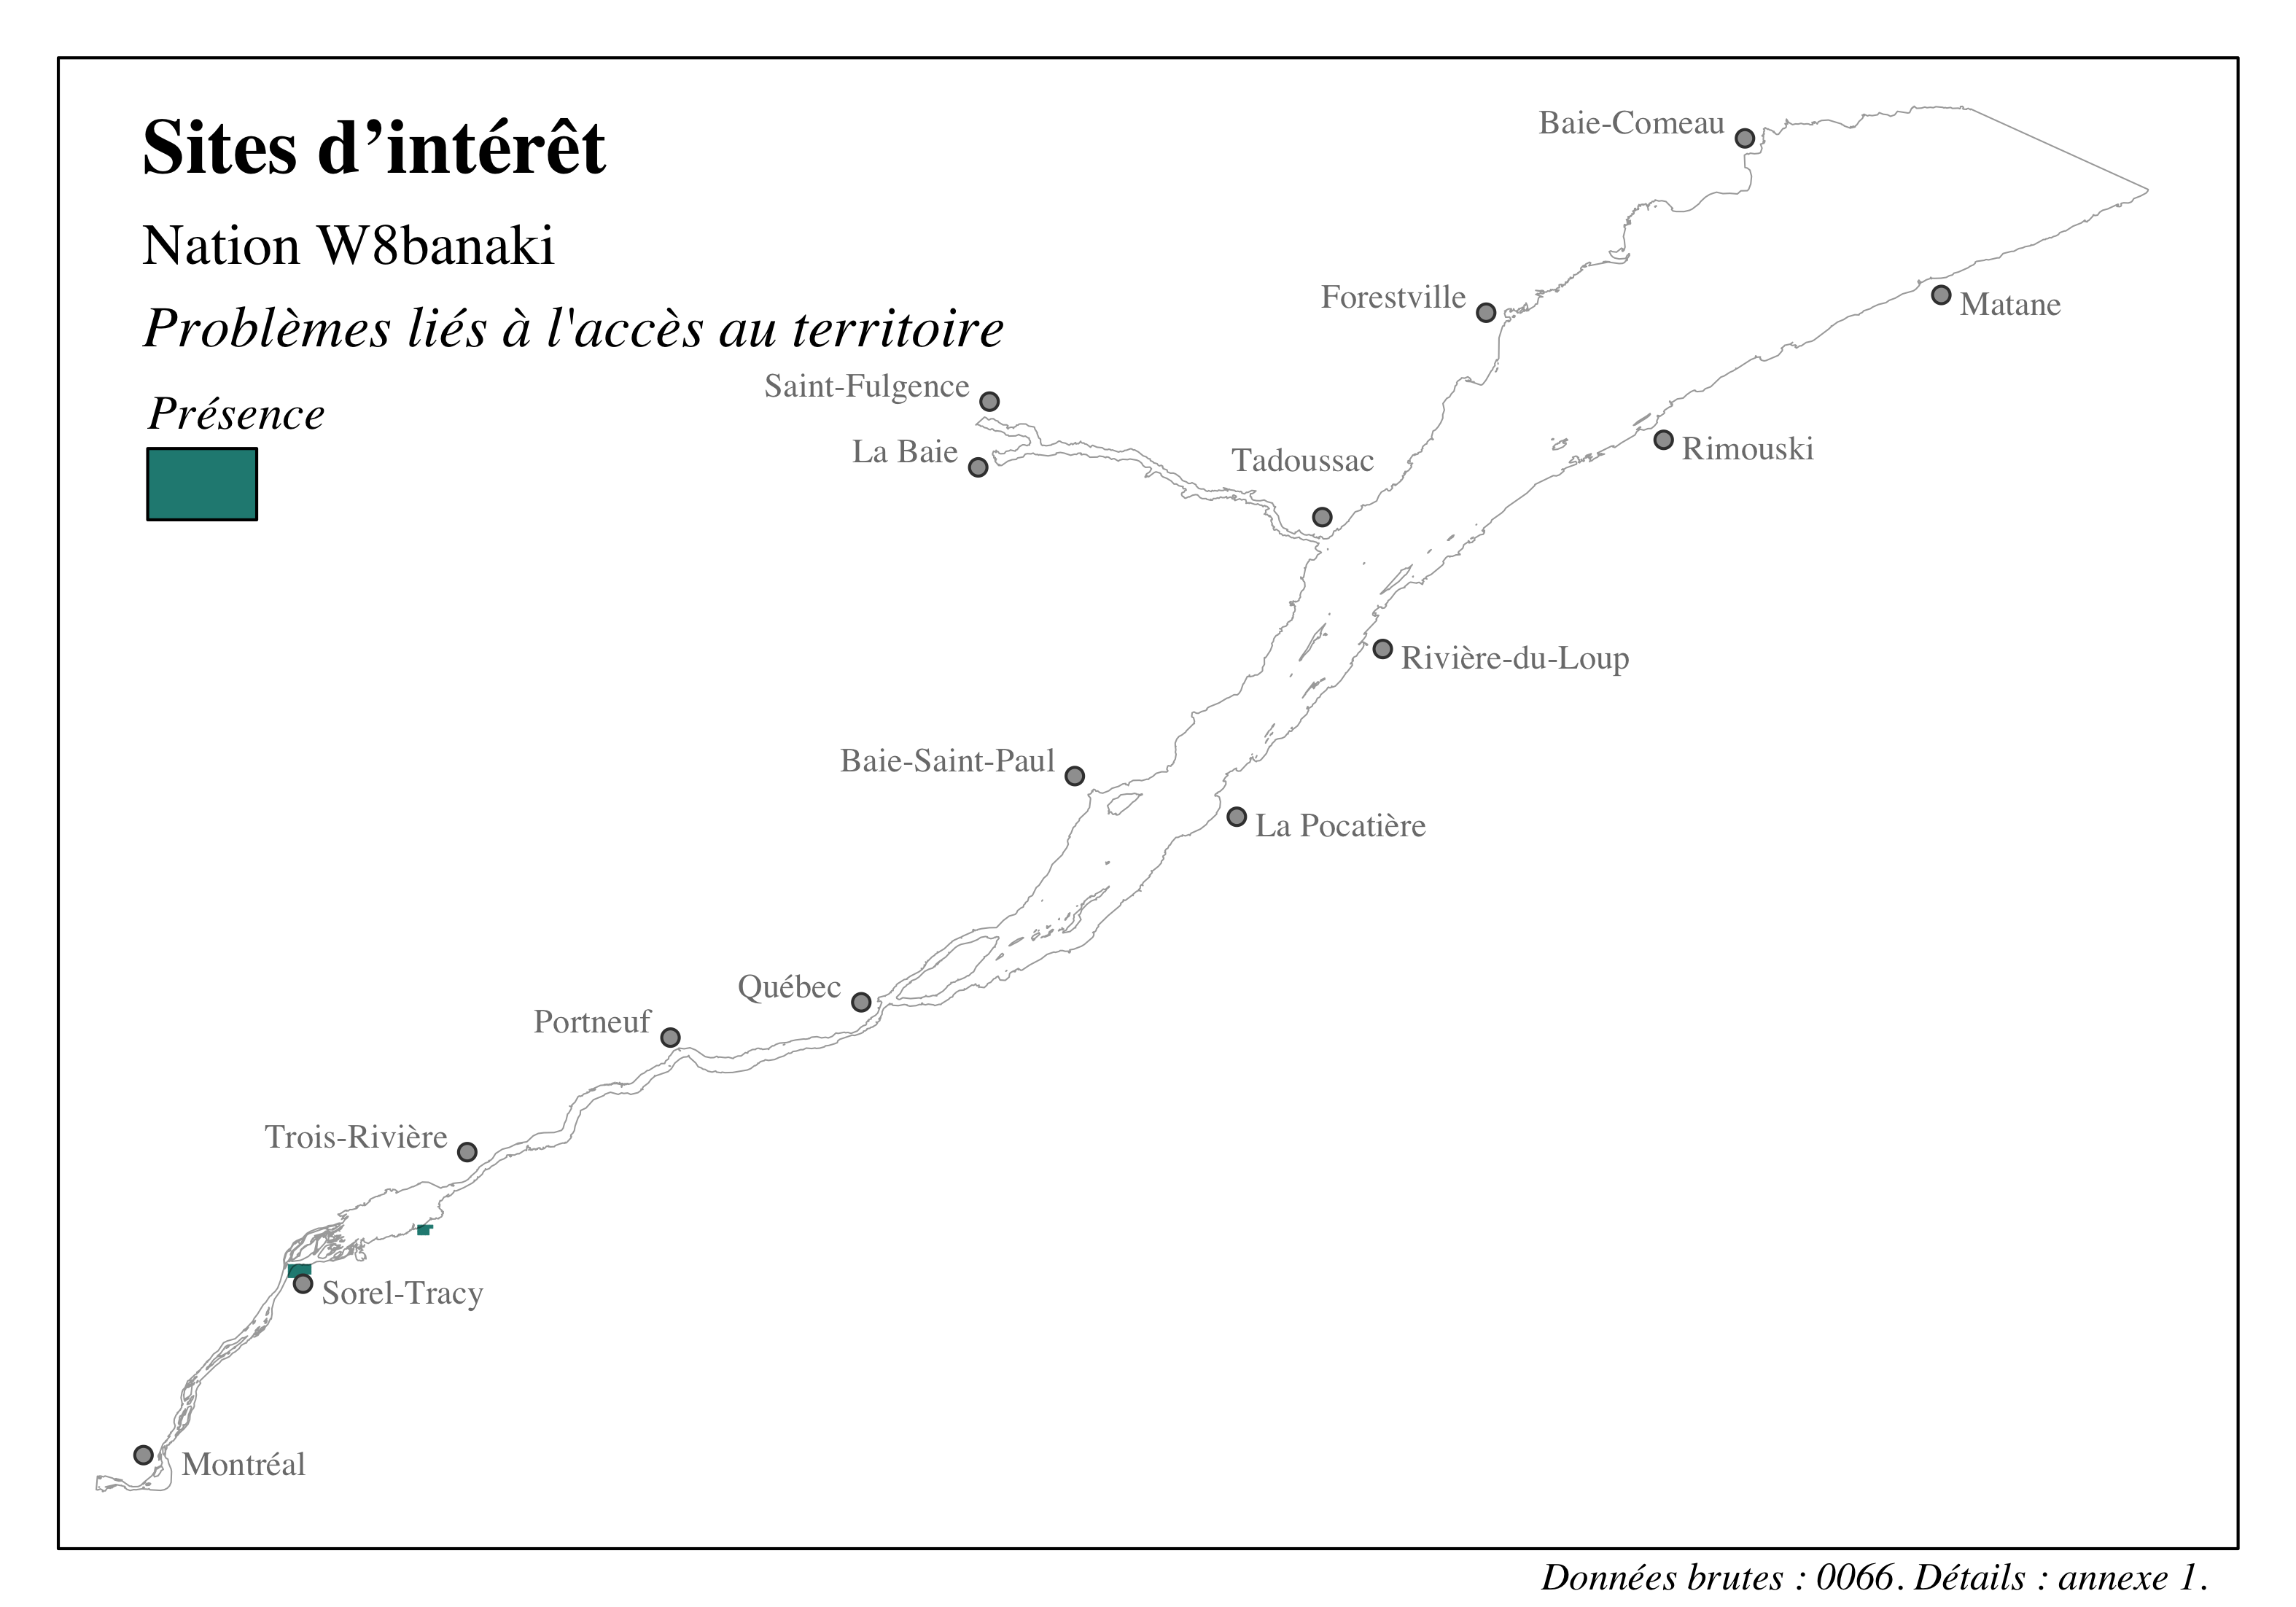 Sites d’intérêt
Nation W8banaki
Problèmes liés à l'accès au territoire
Présence
Baie-Comeau
Forestville
Matane
Saint-Fulgence
La Baie
Tadoussac
Rimouski
Rivière-du-Loup
Baie-Saint-Paul
La Pocatière
Québec
Portneuf
Trois-Rivière
Sorel-Tracy
Montréal
Données brutes : 0066. Détails : annexe 1.